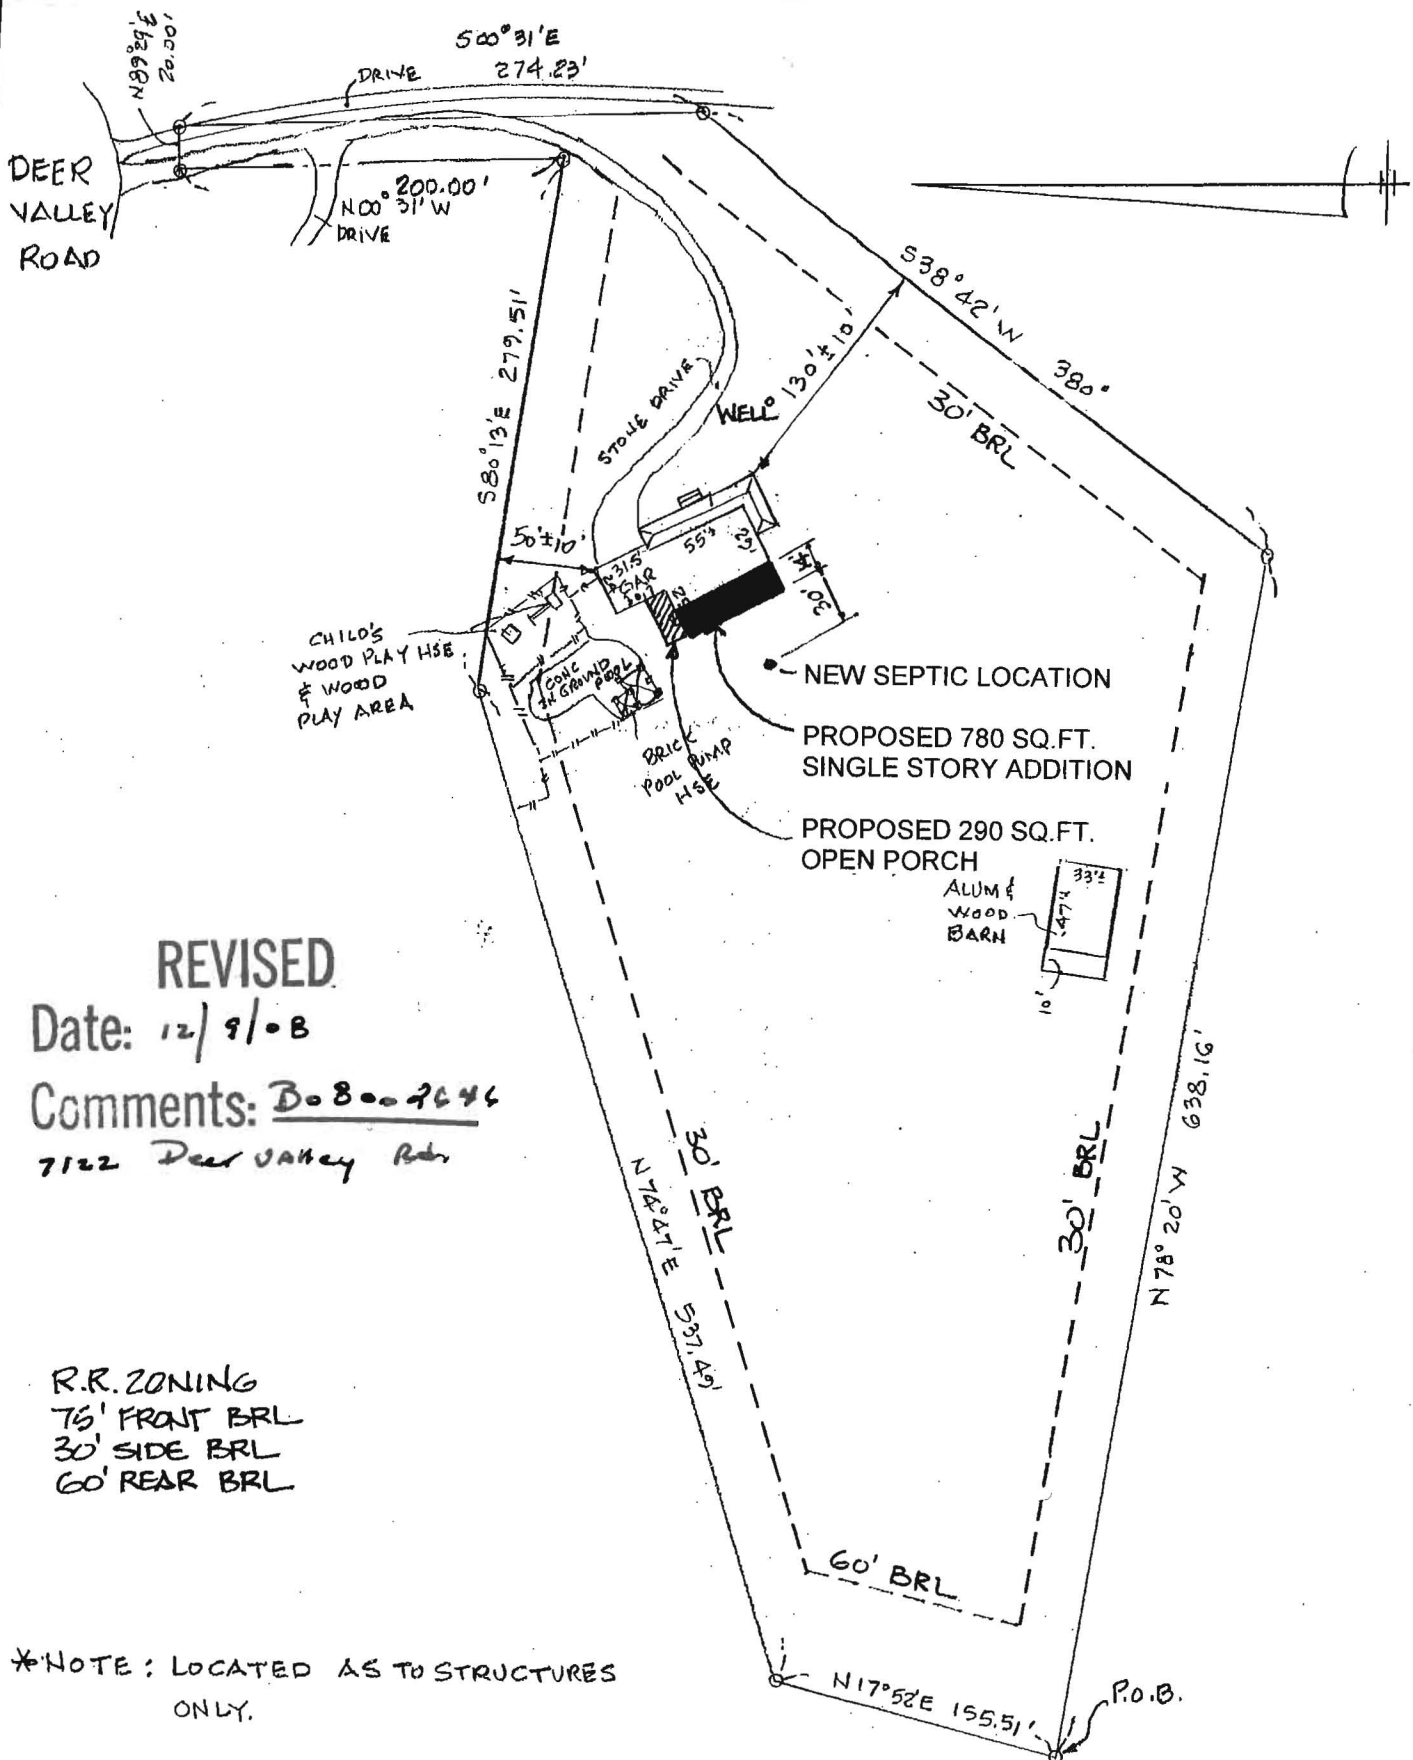 N89°29'E
20.00'
S00°31'E
274.23'
DRIVE
DEER
VALLEY
ROAD
200.00'
N00°31'W
DRIVE
S80°13'E 279.51'
S38°42'W 380°
130'±10'
30' BRL
WELL
STONE DRIVE
50'±10'
31.5
GAR
55'±
30'
CHILD'S
WOOD PLAY HSE
& WOOD
PLAY AREA
CONC
IN GROUND
POOL
BRICK
POOL PUMP
HSE
NEW SEPTIC LOCATION
PROPOSED 780 SQ.FT.
SINGLE STORY ADDITION
PROPOSED 290 SQ.FT.
OPEN PORCH
ALUM &
WOOD
BARN
33'±
47'±
10'
REVISED
Date: 12/9/08
Comments:
7122 Deer Valley
30' BRL
N74°47'E 537.49'
30' BRL
N78°20'W 638.16'
R.R. ZONING
75' FRONT BRL
30' SIDE BRL
60' REAR BRL
60' BRL
*NOTE: LOCATED AS TO STRUCTURES
ONLY.
N17°52'E 155.51'
P.O.B.